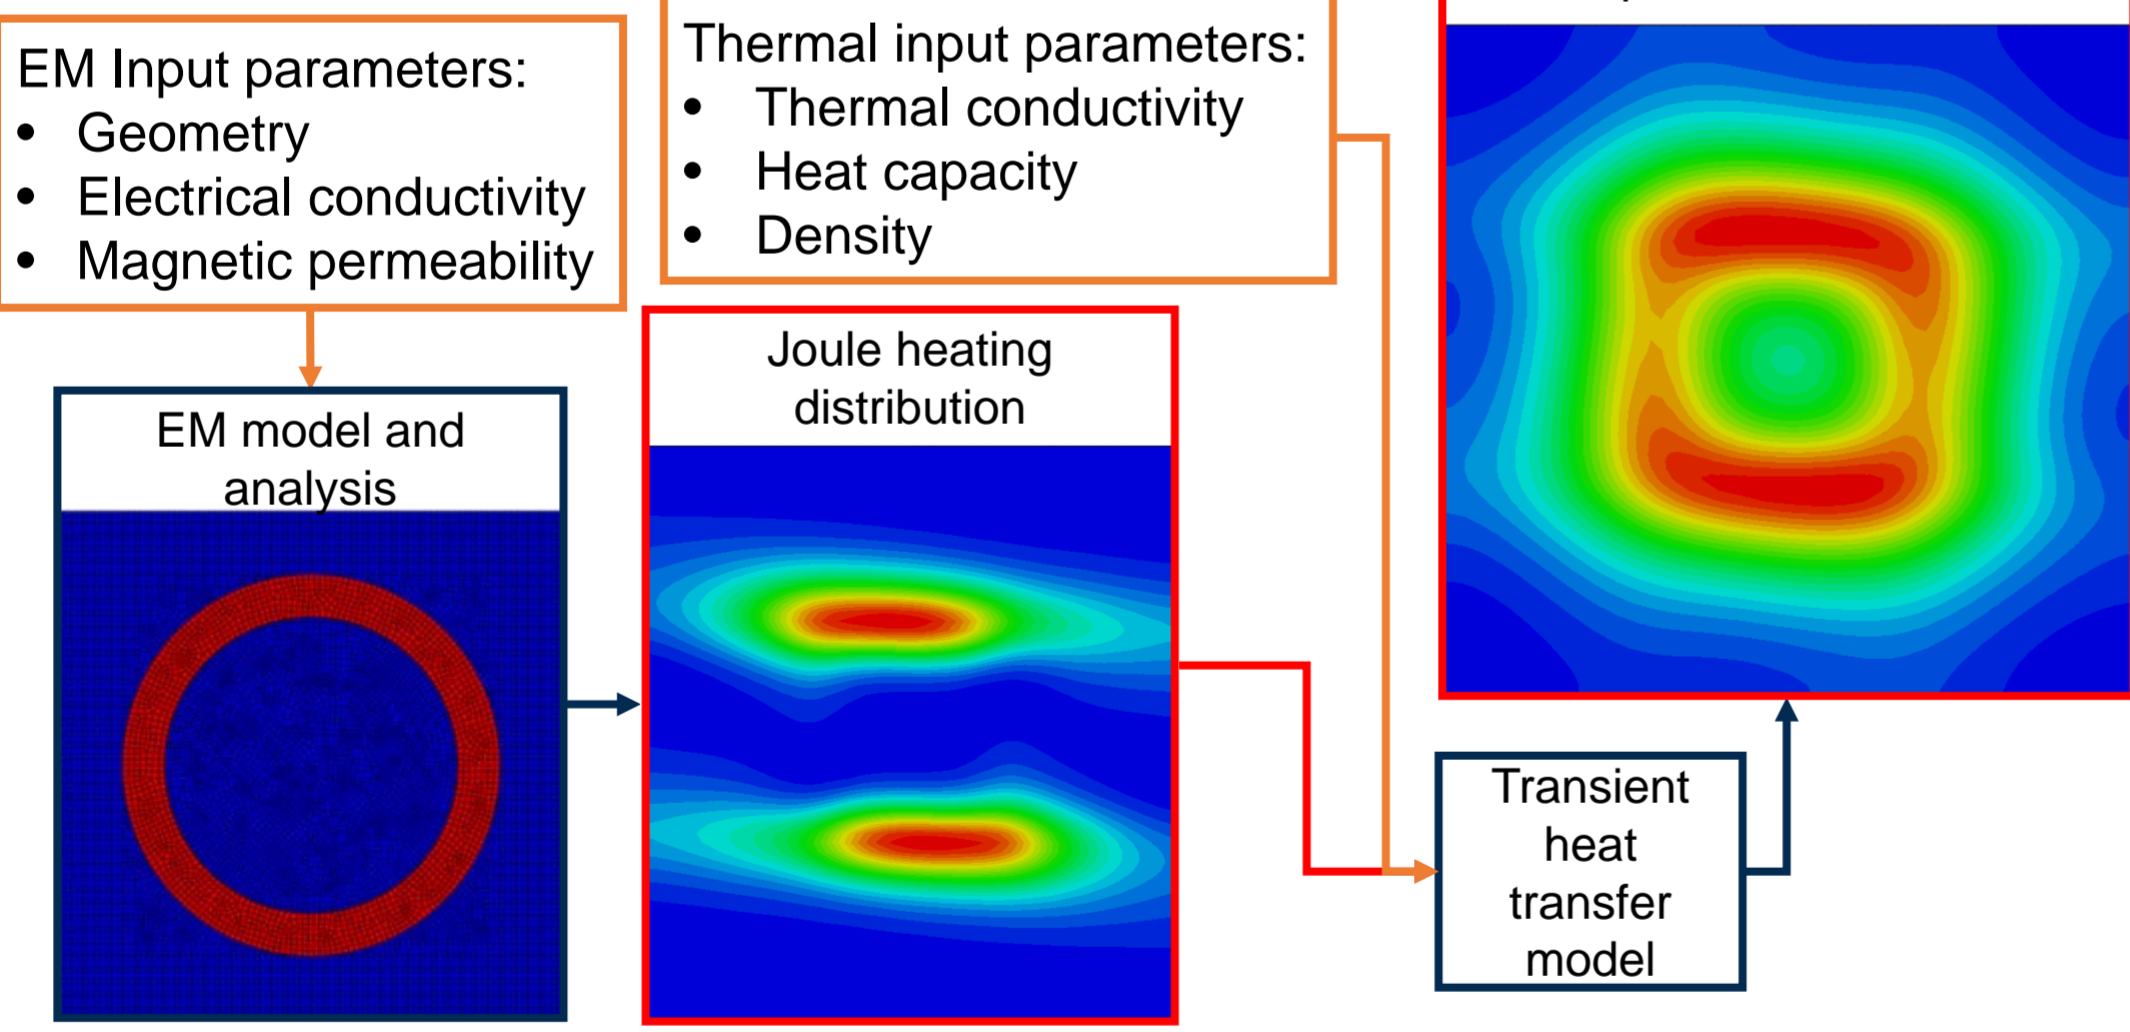 EM Input parameters:
• Geometry
• Electrical conductivity
• Magnetic permeability
Thermal input parameters:
• Thermal conductivity
• Heat capacity
• Density
EM model and
analysis
Joule heating
distribution
Transient
heat
transfer
model